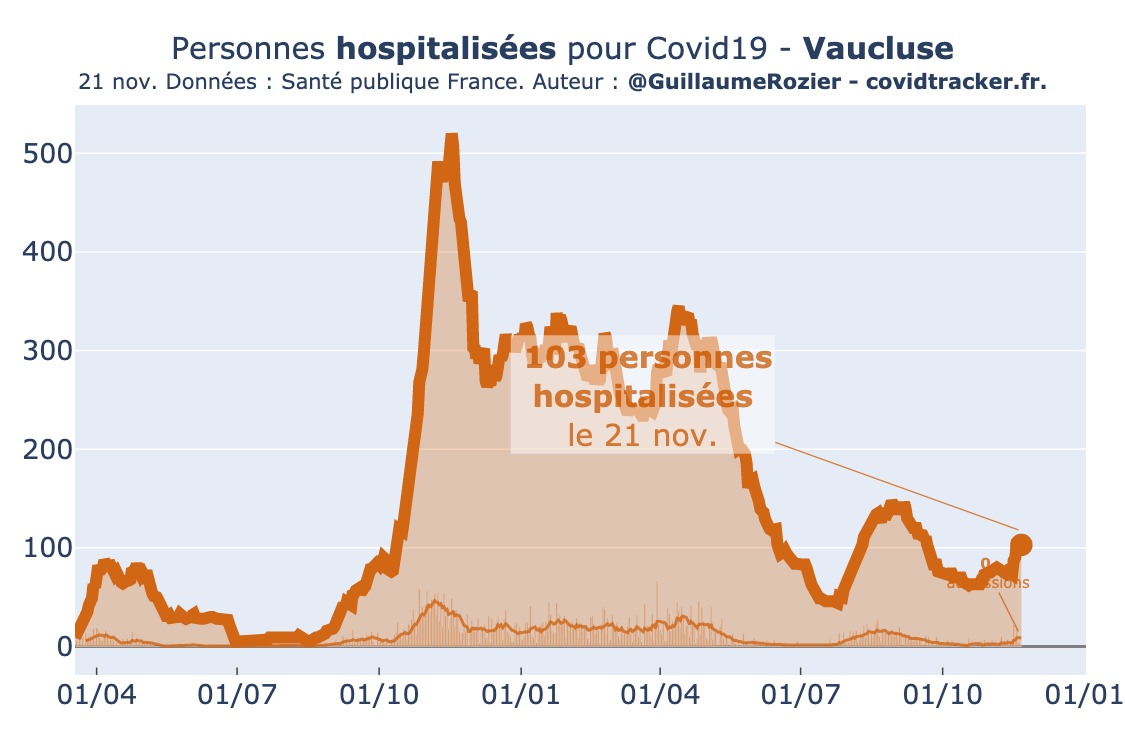 Personnes hospitalisées pour Covid19 - Vaucluse
21 nov. Données : Santé publique France. Auteur : @GuillaumeRozier - covidtracker.fr.
500
400
300
200
100
0
103 personnes
hospitalisées
le 21 nov.
0
admissions
01/04
01/07
01/10
01/01
01/04
01/07
01/10
01/01